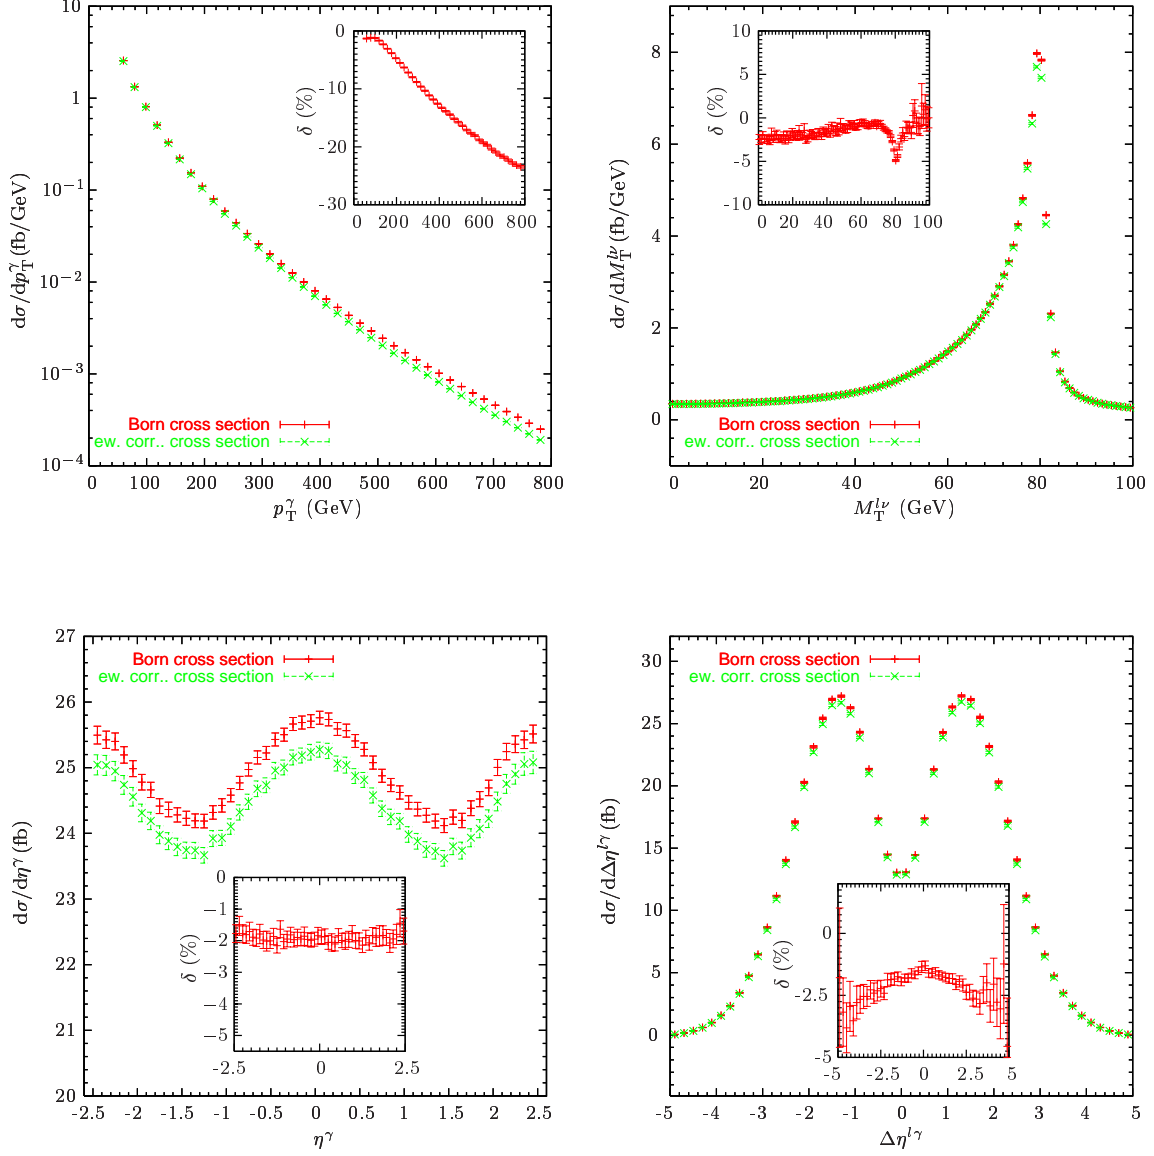 dσ/dp_T^γ (fb/GeV)
10
1
10^−1
10^−2
10^−3
10^−4
0 100 200 300 400 500 600 700 800
p_T^γ (GeV)
Born cross section
ew. corr.. cross section
δ (%)
0
-10
-20
-30
0 200 400 600 800
dσ/dM_T^lν (fb/GeV)
8
6
4
2
0
0 20 40 60 80 100
M_T^lν (GeV)
Born cross section
ew. corr.. cross section
δ (%)
10
5
0
-5
-10
0 20 40 60 80 100
dσ/dη^γ (fb)
27
26
25
24
23
22
21
20
-2.5 -2 -1.5 -1 -0.5 0 0.5 1 1.5 2 2.5
η^γ
Born cross section
ew. corr.. cross section
δ (%)
0
−1
−2
−3
−4
−5
-2.5 0 2.5
dσ/dΔη^lγ (fb)
30
25
20
15
10
5
0
-5 -4 -3 -2 -1 0 1 2 3 4 5
Δη^lγ
Born cross section
ew. corr.. cross section
δ (%)
0
-2.5
-5
-5 -2.5 0 2.5 5